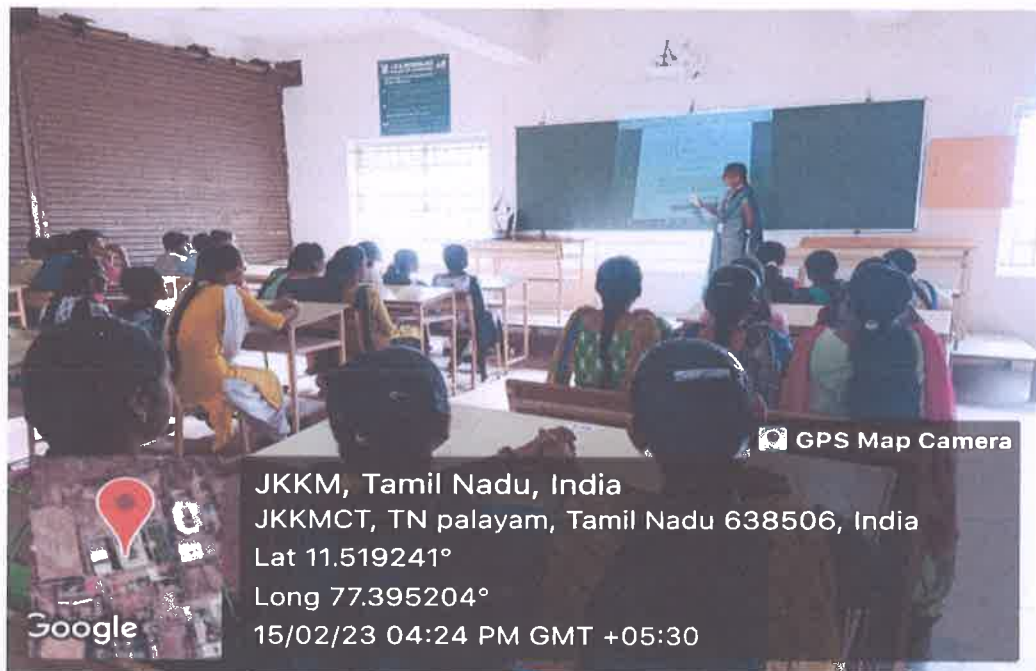 GPS Map Camera
JKKM, Tamil Nadu, India
JKKMCT, TN palayam, Tamil Nadu 638506, India
Lat 11.519241°
Long 77.395204°
15/02/23 04:24 PM GMT +05:30
Google